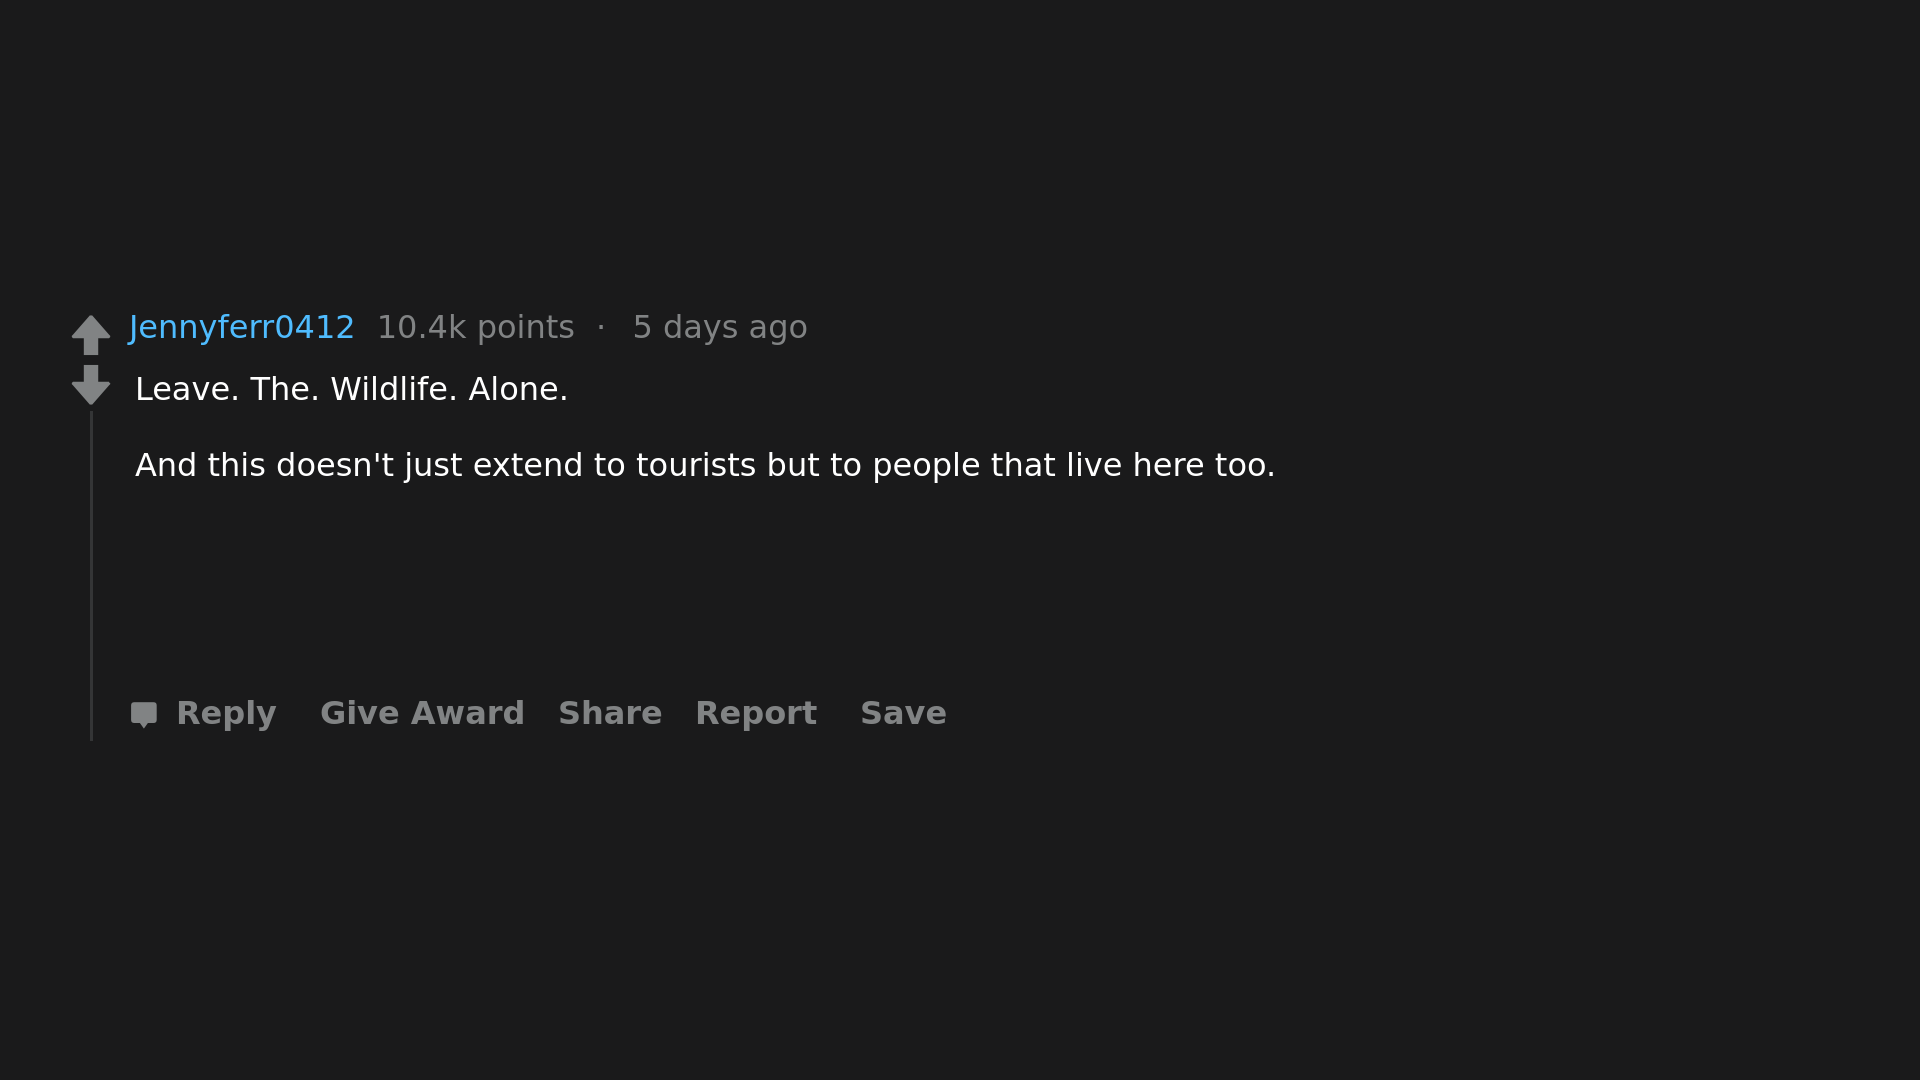 Jennyferr0412 10.4k points · 5 days ago
Leave. The. Wildlife. Alone.
And this doesn't just extend to tourists but to people that live here too.
Reply Give Award Share Report Save